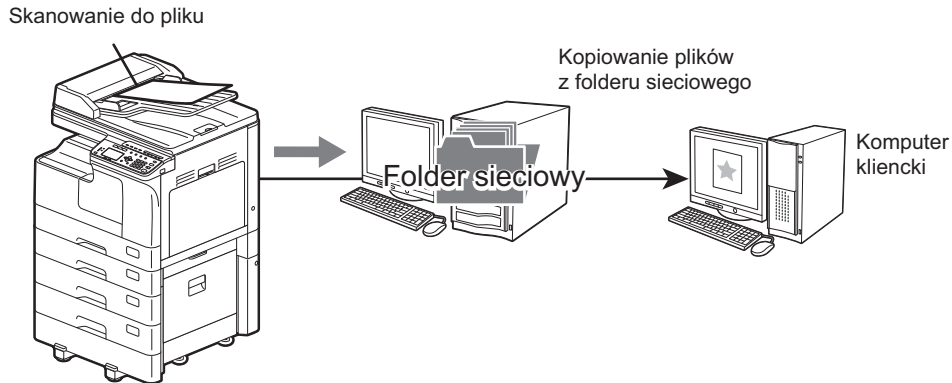 Skanowanie do pliku
Kopiowanie plików
z folderu sieciowego
Folder sieciowy
Komputer
kliencki